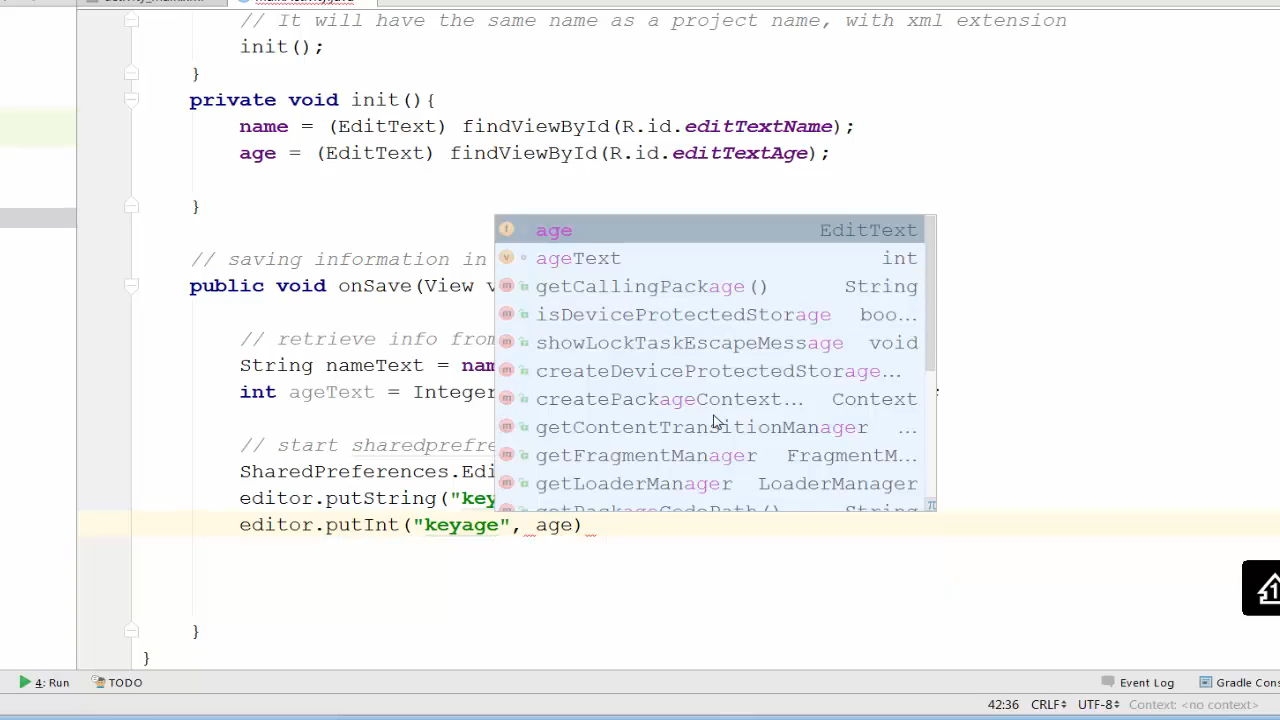 // It will have the same name as a project name, with xml extension
init();
}
private void init(){
name = (EditText) findViewById(R.id.editTextName);
age = (EditText) findViewById(R.id.editTextAge);
}
// saving information in
public void onSave(View v
// retrieve info from
String nameText = nam
int ageText = Integer
// start sharedprefre
SharedPreferences.Edi
editor.putString("key
editor.putInt("keyage", age)
}
}
age EditText
ageText int
getCallingPackage() String
isDeviceProtectedStorage boo...
showLockTaskEscapeMessage void
createDeviceProtectedStorage...
createPackageContext... Context
getContentTransitionManager ...
getFragmentManager FragmentM...
getLoaderManager LoaderManager
getPackageCodePath() String
4: Run TODO Event Log Gradle Cons
42:36 CRLF UTF-8 Context: <no context>